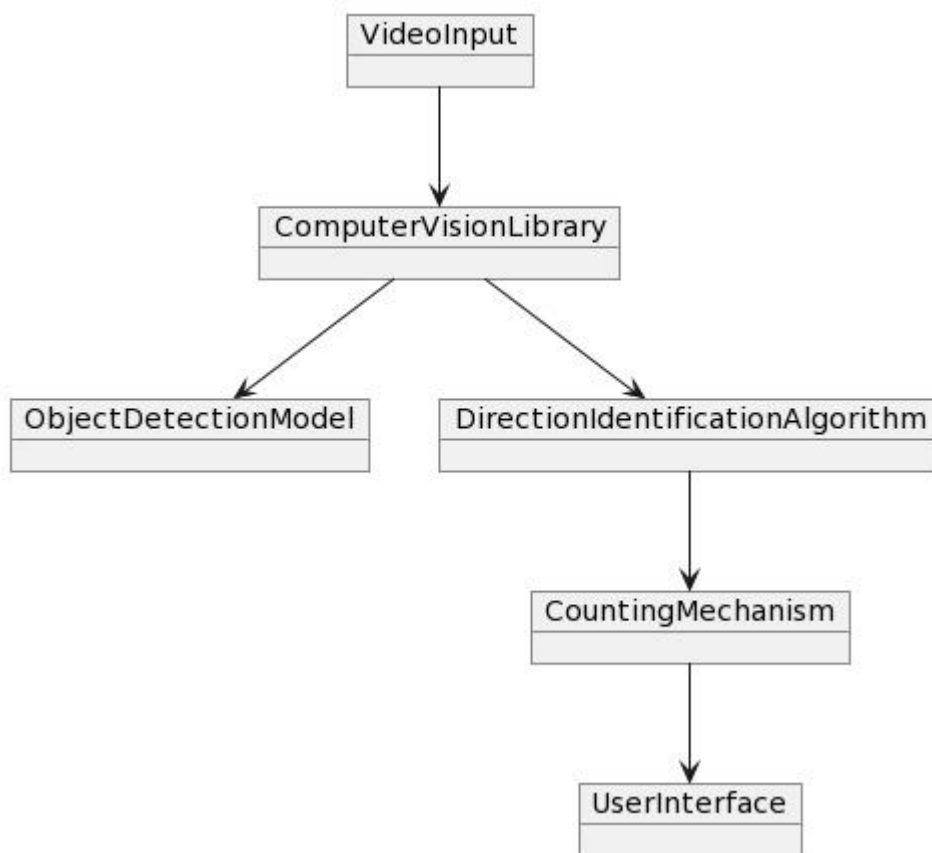 VideoInput
ComputerVisionLibrary
ObjectDetectionModel
DirectionIdentificationAlgorithm
CountingMechanism
UserInterface